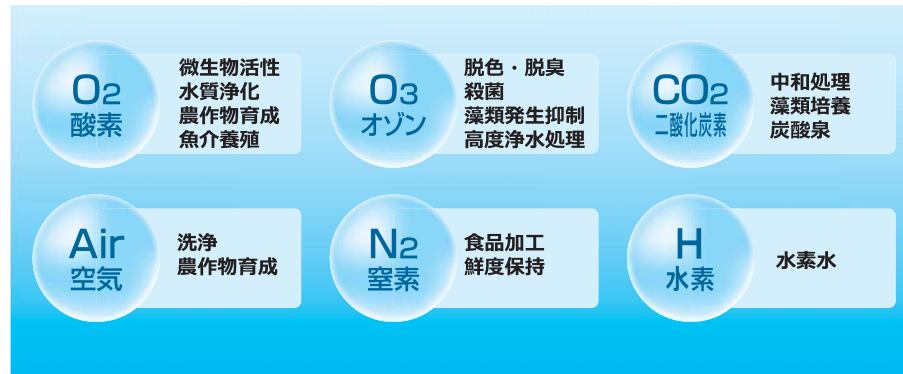 O2
酸素
微生物活性
水質浄化
農作物育成
魚介養殖
O3
オゾン
脱色・脱臭
殺菌
藻類発生抑制
高度浄水処理
CO2
二酸化炭素
中和処理
藻類培養
炭酸泉
Air
空気
洗浄
農作物育成
N2
窒素
食品加工
鮮度保持
H
水素
水素水